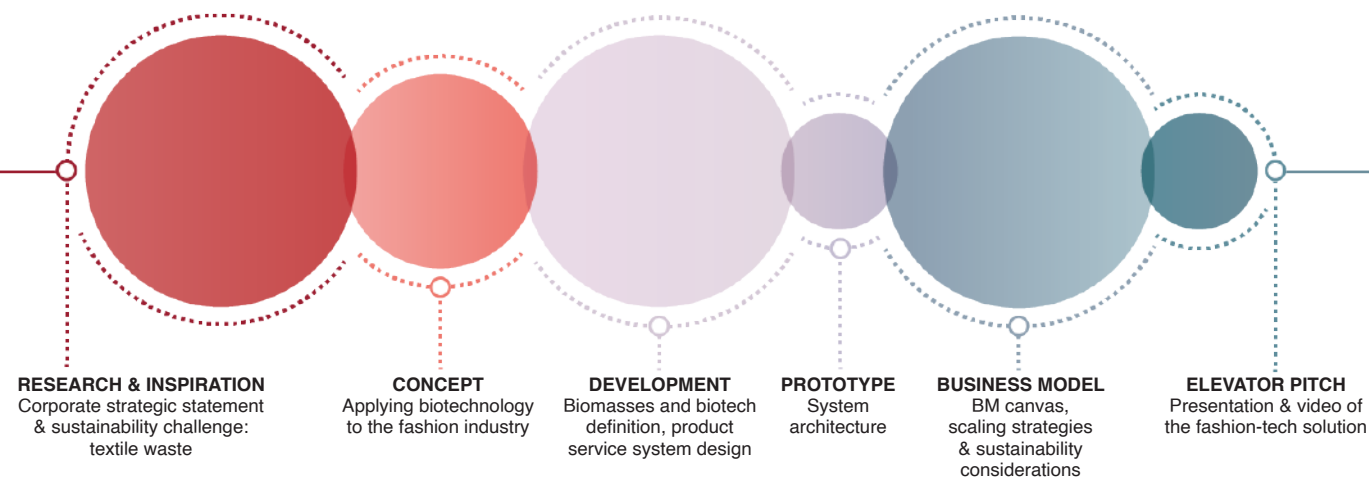 RESEARCH & INSPIRATION
Corporate strategic statement
& sustainability challenge:
textile waste
CONCEPT
Applying biotechnology
to the fashion industry
DEVELOPMENT
Biomasses and biotech
definition, product
service system design
PROTOTYPE
System
architecture
BUSINESS MODEL
BM canvas,
scaling strategies
& sustainability
considerations
ELEVATOR PITCH
Presentation & video of
the fashion-tech solution